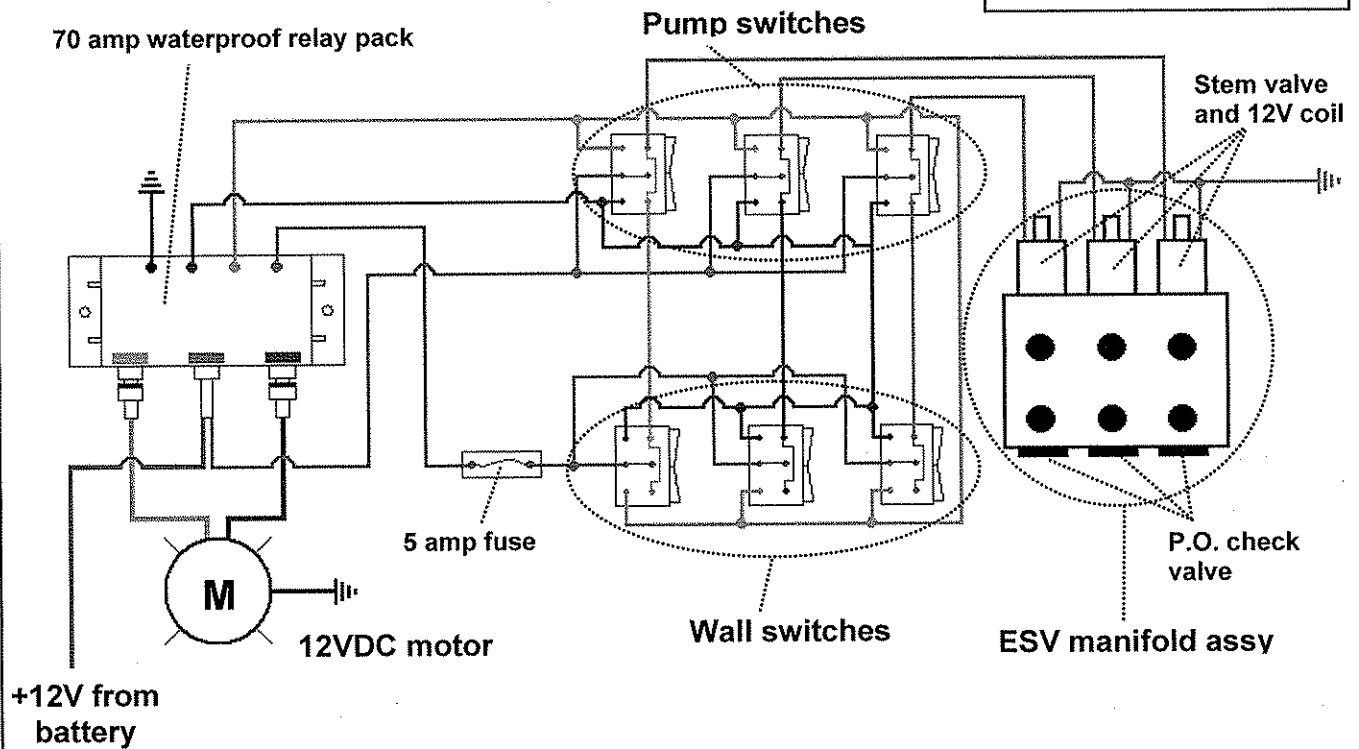 Pump switches
70 amp waterproof relay pack
Stem valve
and 12V coil
5 amp fuse
P.O. check
valve
M
12VDC motor
Wall switches
ESV manifold assy
+12V from
battery